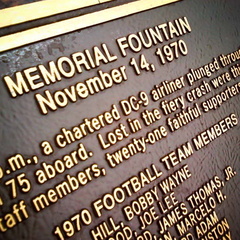 MEMORIAL FOUNTAIN
November 14, 1970
p.m., a chartered DC-9 airliner plunged throu
75 aboard. Lost in the fiery crash were th
taff members, twenty-one faithful supporters
1970 FOOTBALL TEAM MEMBERS
HILL, BOBBY WAYNE
JOE LEE
JAMES THOMAS, JR.
MARCELO H.
ADAM